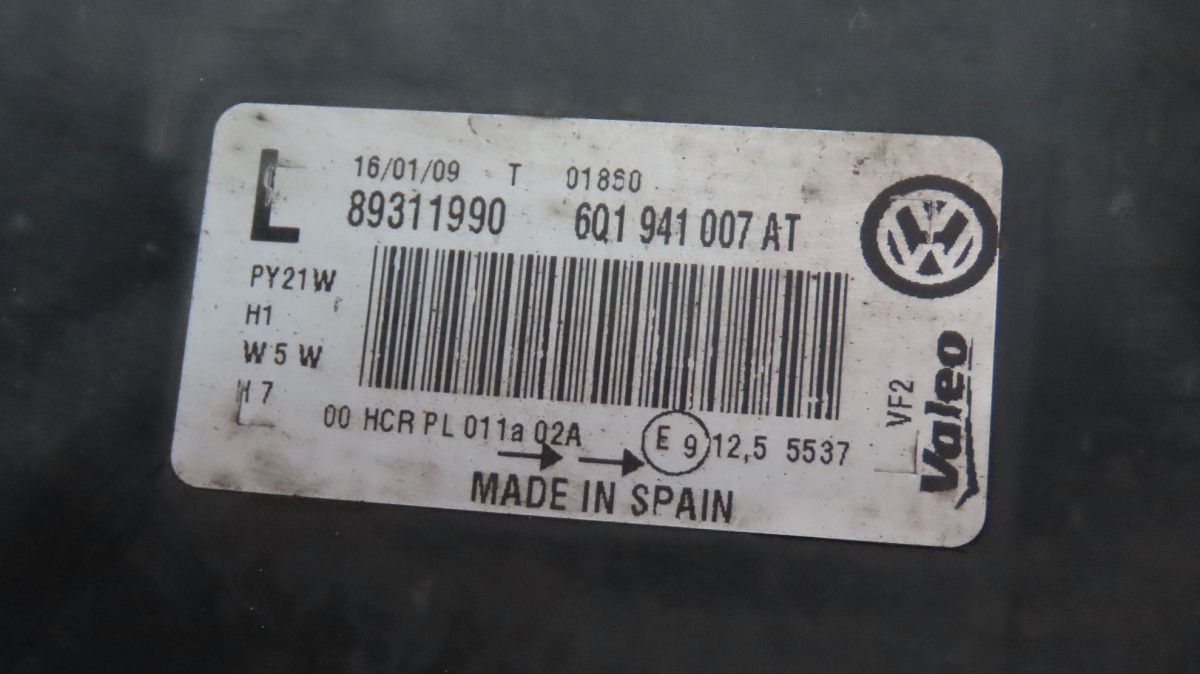 L
16/01/09 T 01860
89311990 6Q1 941 007 AT
PY21W
H1
W5W
H7
00 HCR PL 011a 02A
E 9 12,5 5537
MADE IN SPAIN
VF2
Valeo